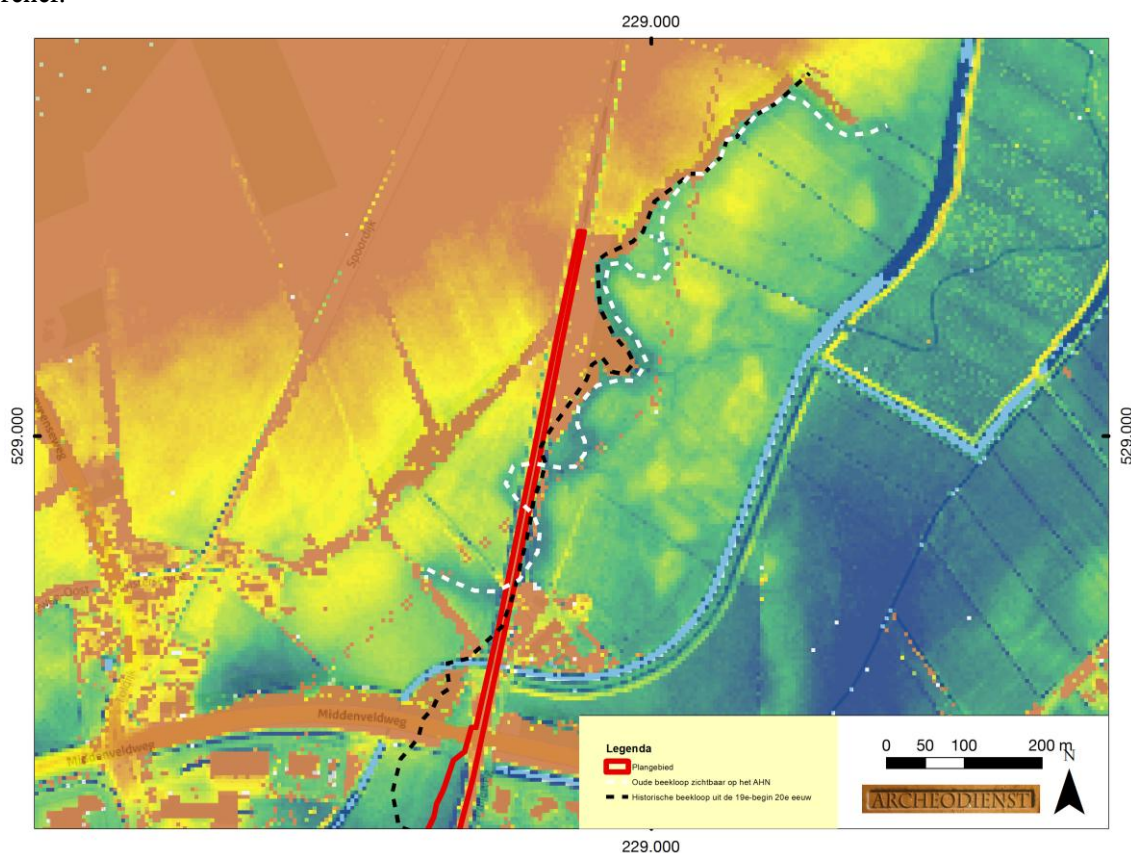 229.000
529.000
529.000
Spoordijk
Middenveldweg
Middenveldweg
Legenda
Plangebied
Oude beekloop zichtbaar op het AHN
Historische beekloop uit de 19e-begin 20e eeuw
0 50 100 200 m
N
ARCHEODIENST
229.000